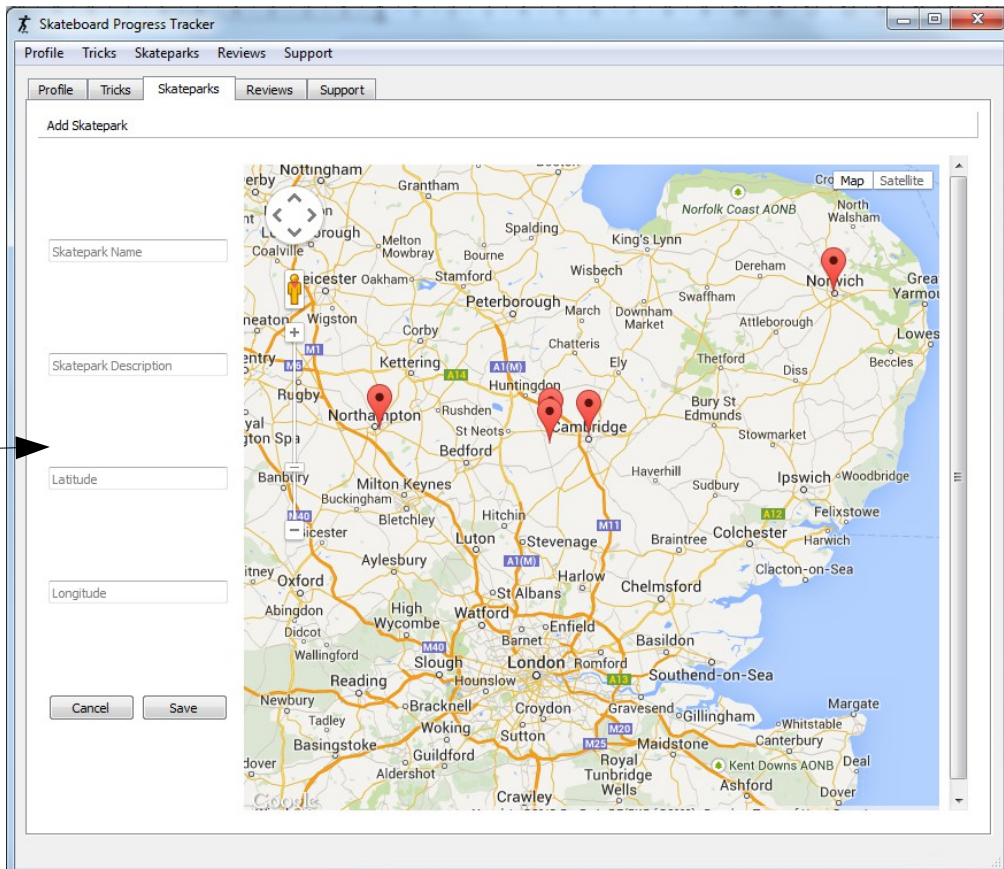 Skateboard Progress Tracker
Profile Tricks Skateparks Reviews Support
Profile Tricks Skateparks Reviews Support
Add Skatepark
Skatepark Name
Skatepark Description
Latitude
Longitude
Cancel Save
Map Satellite
Nottingham
Grantham
Norfolk Coast AONB
North
Walsham
Spalding
King's Lynn
Melton
Mowbray
Bourne
Coalville
Wisbech
Dereham
Norwich
Oakham
Stamford
Peterborough
Swaffham
March
Downham
Market
Attleborough
Wigston
Corby
Chatteris
M1
Kettering
A14
A1(M)
Ely
Thetford
Diss
Beccles
Huntingdon
Rugby
Northampton
Rushden
St Neots
Cambridge
Bury St
Edmunds
Stowmarket
Bedford
Banbury
Milton Keynes
Haverhill
Sudbury
Ipswich
Woodbridge
Buckingham
Bletchley
Hitchin
M40
M11
A12
Felixstowe
Luton
Stevenage
Braintree
Colchester
Harwich
Aylesbury
A1(M)
Harlow
Clacton-on-Sea
Oxford
St Albans
Chelmsford
Abingdon
High
Wycombe
Watford
Enfield
Didcot
Barnet
Basildon
Wallingford
M40
Slough
London
Romford
Southend-on-Sea
Reading
Hounslow
A13
Newbury
Bracknell
Croydon
Gravesend
Gillingham
Margate
Tadley
Woking
Sutton
M20
Whitstable
Canterbury
Basingstoke
M25
Maidstone
Guildford
Royal
Tunbridge
Wells
Kent Downs AONB
Deal
Aldershot
Ashford
Dover
Crawley
Google